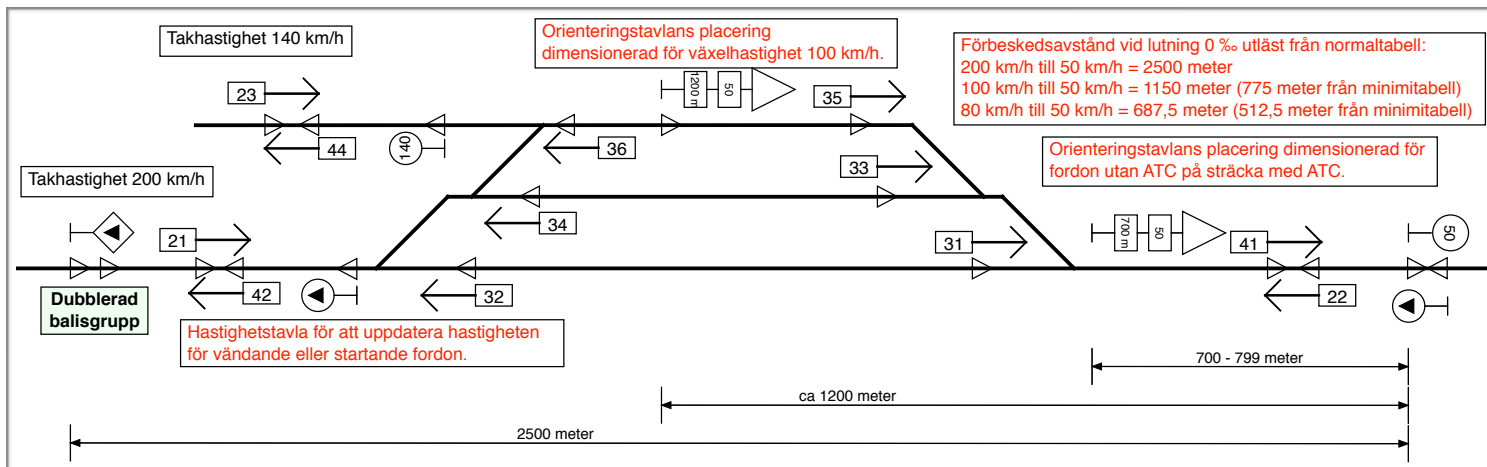 Takhastighet 140 km/h
Orienteringstavlans placering
dimensionerad för växelhastighet 100 km/h.
Förbeskedsavstånd vid lutning 0 ‰ utläst från normaltabell:
200 km/h till 50 km/h = 2500 meter
100 km/h till 50 km/h = 1150 meter (775 meter från minimitabell)
80 km/h till 50 km/h = 687,5 meter (512,5 meter från minimitabell)
23
1200 m
50
35
44
140
36
33
Orienteringstavlans placering dimensionerad för
fordon utan ATC på sträcka med ATC.
Takhastighet 200 km/h
34
21
31
700 m
50
41
50
Dubblerad
balisgrupp
42
32
22
Hastighetstavla för att uppdatera hastigheten
för vändande eller startande fordon.
700 - 799 meter
ca 1200 meter
2500 meter